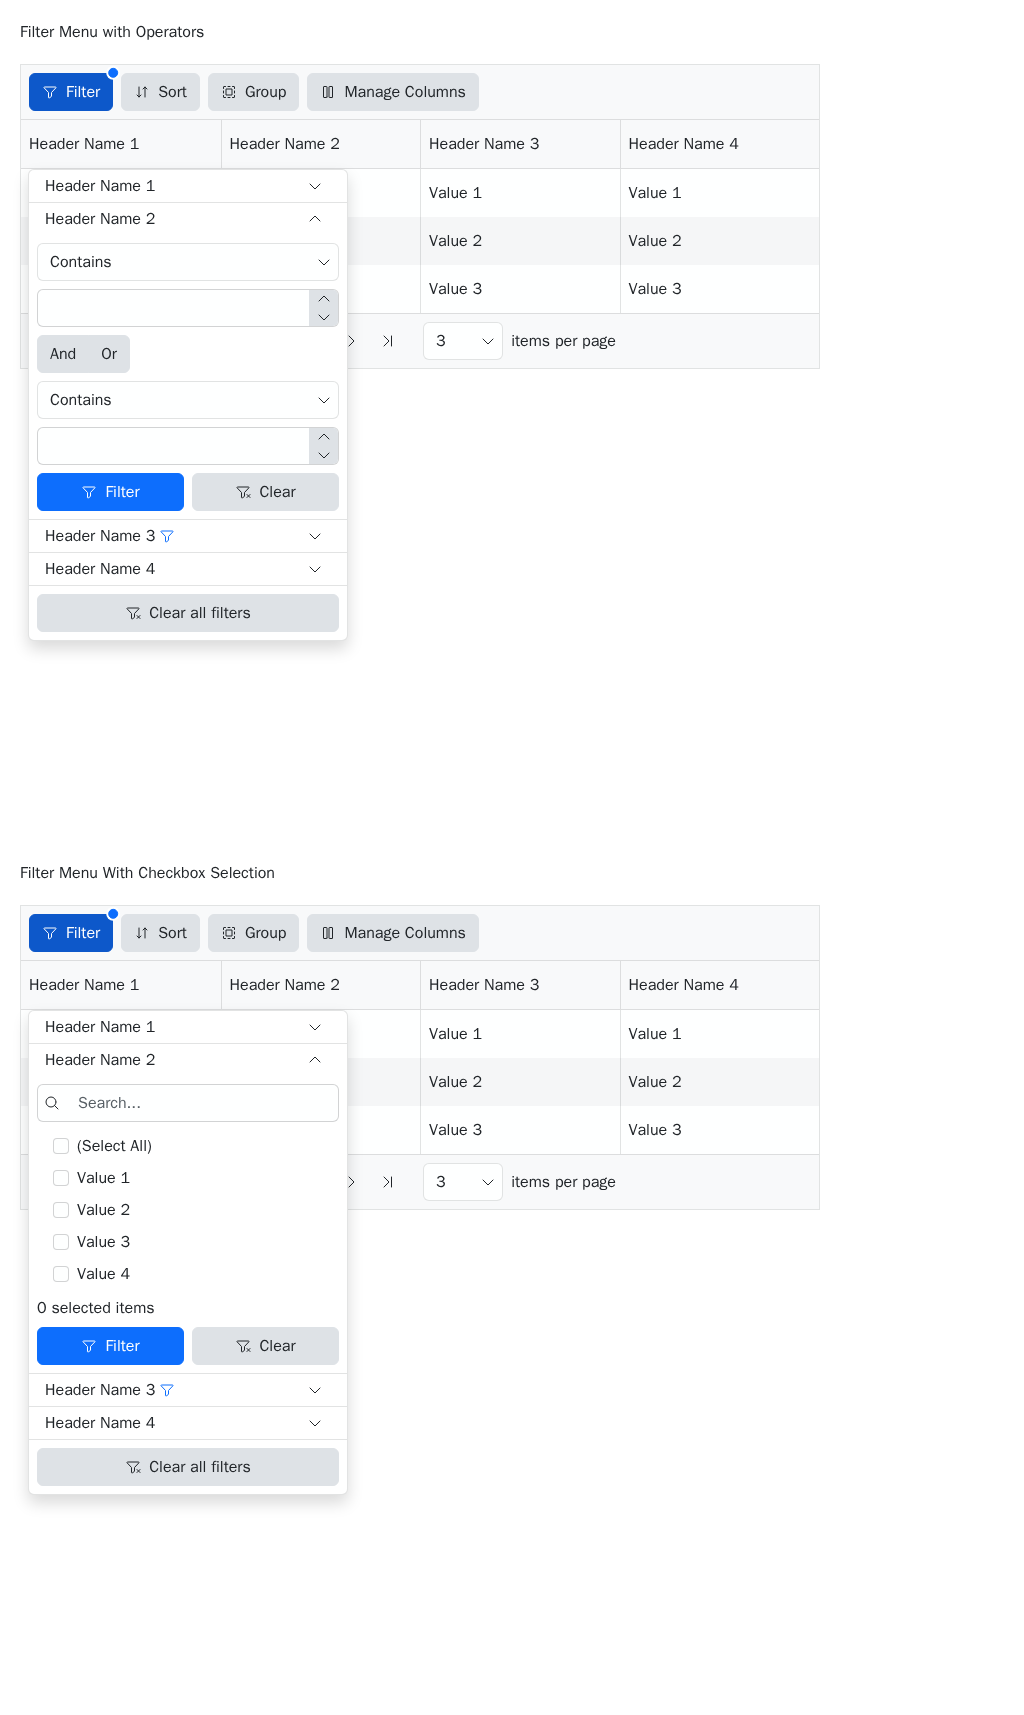 Filter Menu with Operators
Filter Sort Group Manage Columns
Header Name 1 Header Name 2 Header Name 3 Header Name 4
Header Name 1 Value 1 Value 1
Header Name 2
Value 2 Value 2
Contains
Value 3 Value 3
3 items per page
And Or
Contains
Filter Clear
Header Name 3
Header Name 4
Clear all filters
Filter Menu With Checkbox Selection
Filter Sort Group Manage Columns
Header Name 1 Header Name 2 Header Name 3 Header Name 4
Header Name 1 Value 1 Value 1
Header Name 2
Value 2 Value 2
Search...
Value 3 Value 3
(Select All)
Value 1
3 items per page
Value 2
Value 3
Value 4
0 selected items
Filter Clear
Header Name 3
Header Name 4
Clear all filters